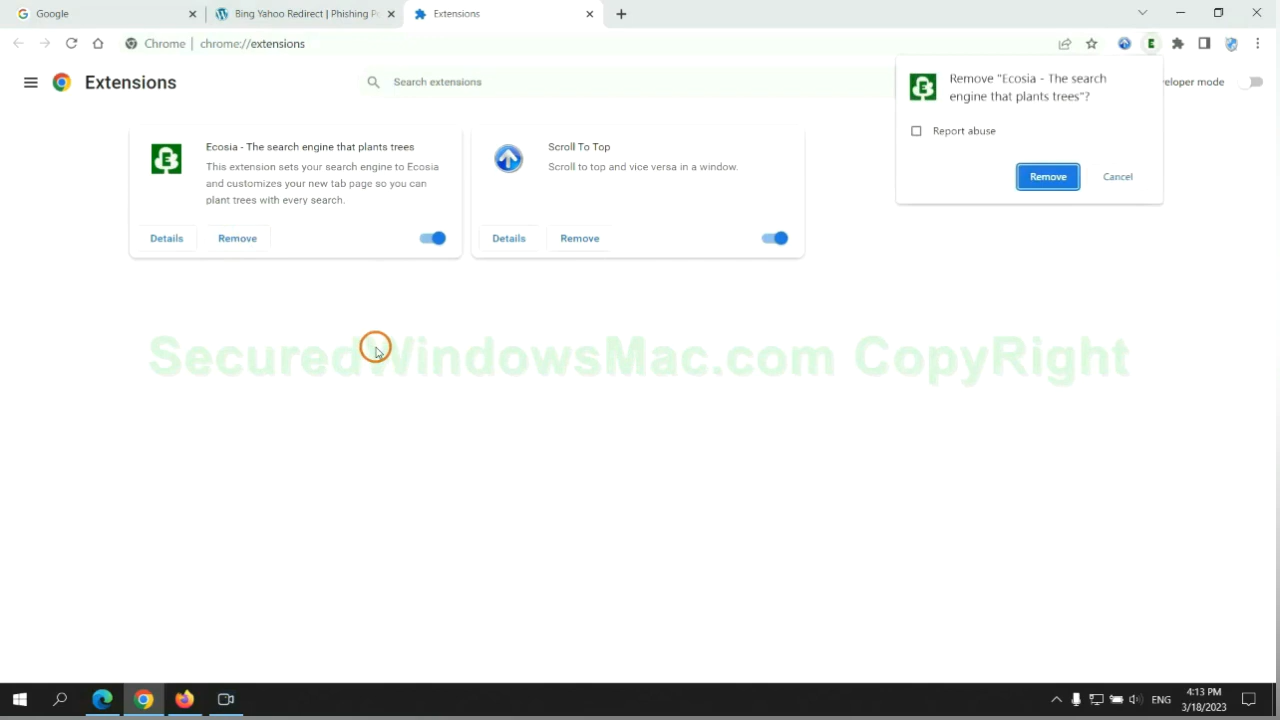 Google
Bing Yahoo Redirect | Phishing P
Extensions
Chrome | chrome://extensions
Extensions
Search extensions
veloper mode
Remove "Ecosia - The search
engine that plants trees"?
Report abuse
Remove
Cancel
Ecosia - The search engine that plants trees
This extension sets your search engine to Ecosia
and customizes your new tab page so you can
plant trees with every search.
Details
Remove
Scroll To Top
Scroll to top and vice versa in a window.
Details
Remove
SecuredWindowsMac.com CopyRight
ENG
4:13 PM
3/18/2023